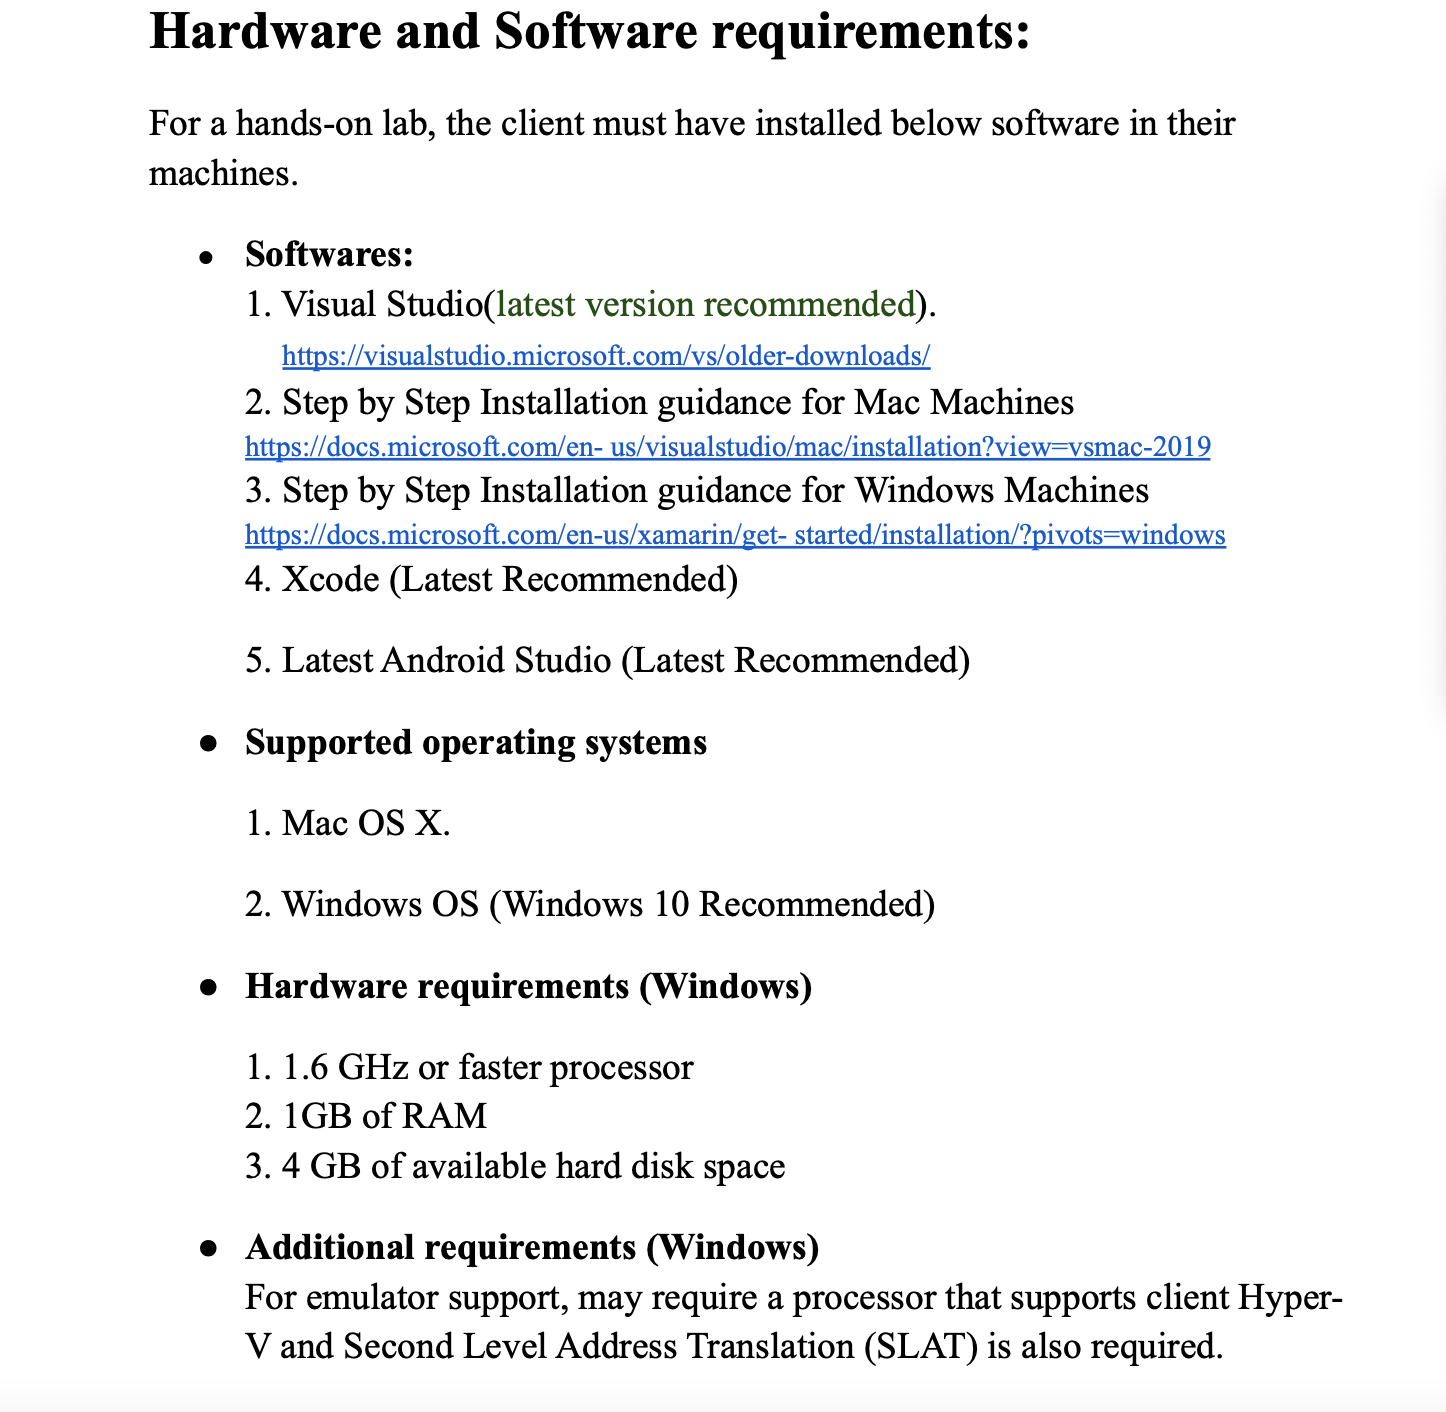 Hardware and Software requirements:
For a hands-on lab, the client must have installed below software in their
machines.
● Softwares:
1. Visual Studio(latest version recommended).
https://visualstudio.microsoft.com/vs/older-downloads/
2. Step by Step Installation guidance for Mac Machines
https://docs.microsoft.com/en- us/visualstudio/mac/installation?view=vsmac-2019
3. Step by Step Installation guidance for Windows Machines
https://docs.microsoft.com/en-us/xamarin/get- started/installation/?pivots=windows
4. Xcode (Latest Recommended)
5. Latest Android Studio (Latest Recommended)
● Supported operating systems
1. Mac OS X.
2. Windows OS (Windows 10 Recommended)
● Hardware requirements (Windows)
1. 1.6 GHz or faster processor
2. 1GB of RAM
3. 4 GB of available hard disk space
● Additional requirements (Windows)
For emulator support, may require a processor that supports client Hyper-
V and Second Level Address Translation (SLAT) is also required.